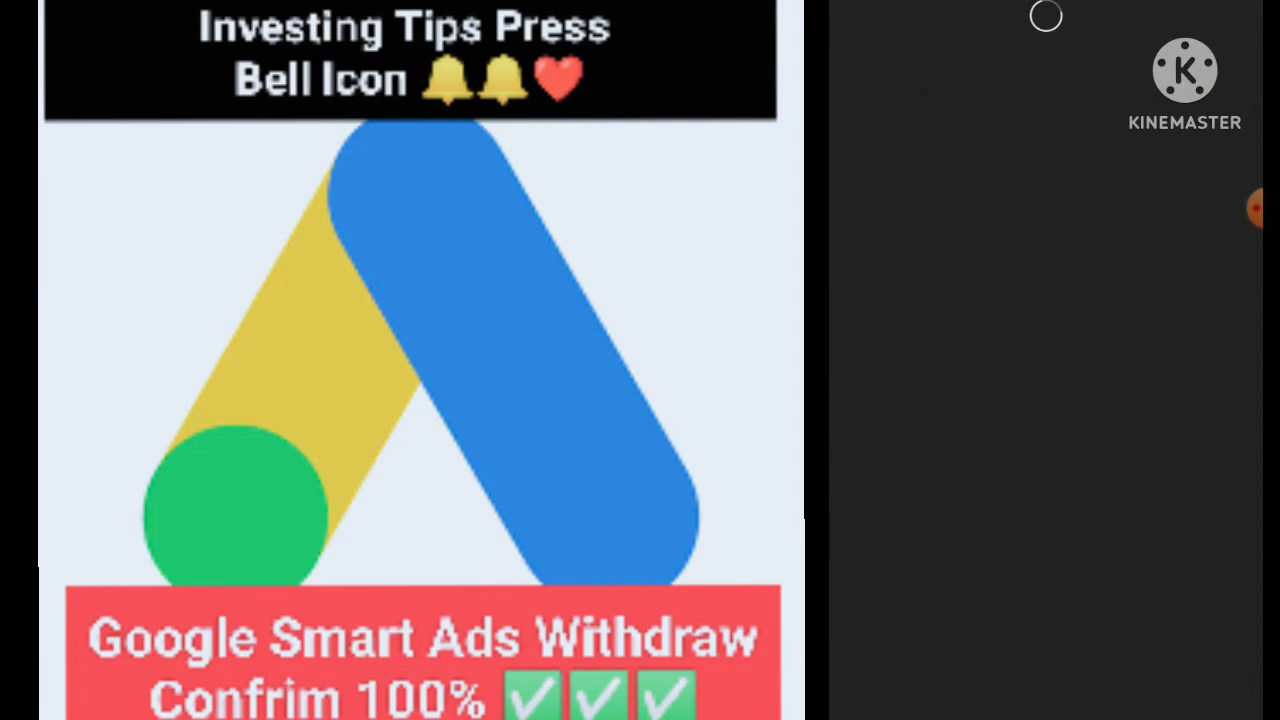 Investing Tips Press
Bell Icon 🔔🔔❤️
KINEMASTER
Google Smart Ads Withdraw
Confrim 100% ✅✅✅